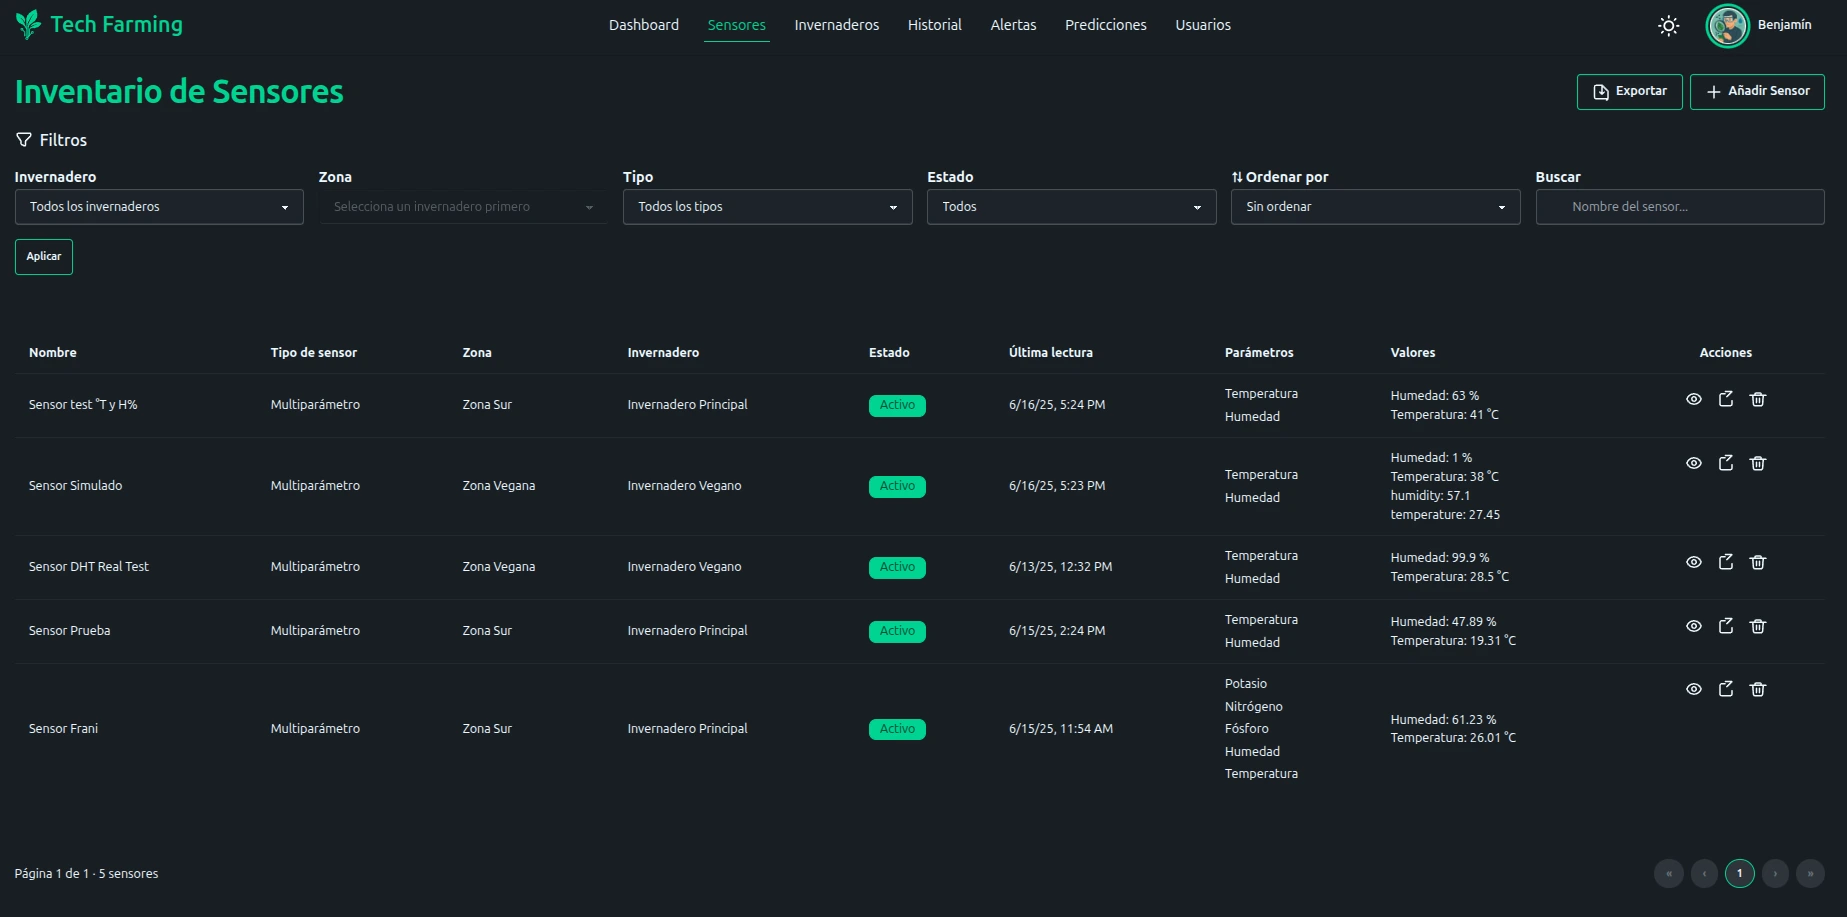 Tech Farming
Dashboard Sensores Invernaderos Historial Alertas Predicciones Usuarios
Benjamín
Inventario de Sensores
Exportar
Añadir Sensor
Filtros
Invernadero Zona Tipo Estado Ordenar por Buscar
Todos los invernaderos Selecciona un invernadero primero Todos los tipos Todos Sin ordenar Nombre del sensor...
Aplicar
Nombre Tipo de sensor Zona Invernadero Estado Última lectura Parámetros Valores Acciones
Sensor test °T y H% Multiparámetro Zona Sur Invernadero Principal Activo 6/16/25, 5:24 PM
Temperatura
Humedad
Humedad: 63 %
Temperatura: 41 °C
Sensor Simulado Multiparámetro Zona Vegana Invernadero Vegano Activo 6/16/25, 5:23 PM
Temperatura
Humedad
Humedad: 1 %
Temperatura: 38 °C
humidity: 57.1
temperature: 27.45
Sensor DHT Real Test Multiparámetro Zona Vegana Invernadero Vegano Activo 6/13/25, 12:32 PM
Temperatura
Humedad
Humedad: 99.9 %
Temperatura: 28.5 °C
Sensor Prueba Multiparámetro Zona Sur Invernadero Principal Activo 6/15/25, 2:24 PM
Temperatura
Humedad
Humedad: 47.89 %
Temperatura: 19.31 °C
Sensor Frani Multiparámetro Zona Sur Invernadero Principal Activo 6/15/25, 11:54 AM
Potasio
Nitrógeno
Fósforo
Humedad
Temperatura
Humedad: 61.23 %
Temperatura: 26.01 °C
Página 1 de 1 · 5 sensores
« ‹ 1 › »